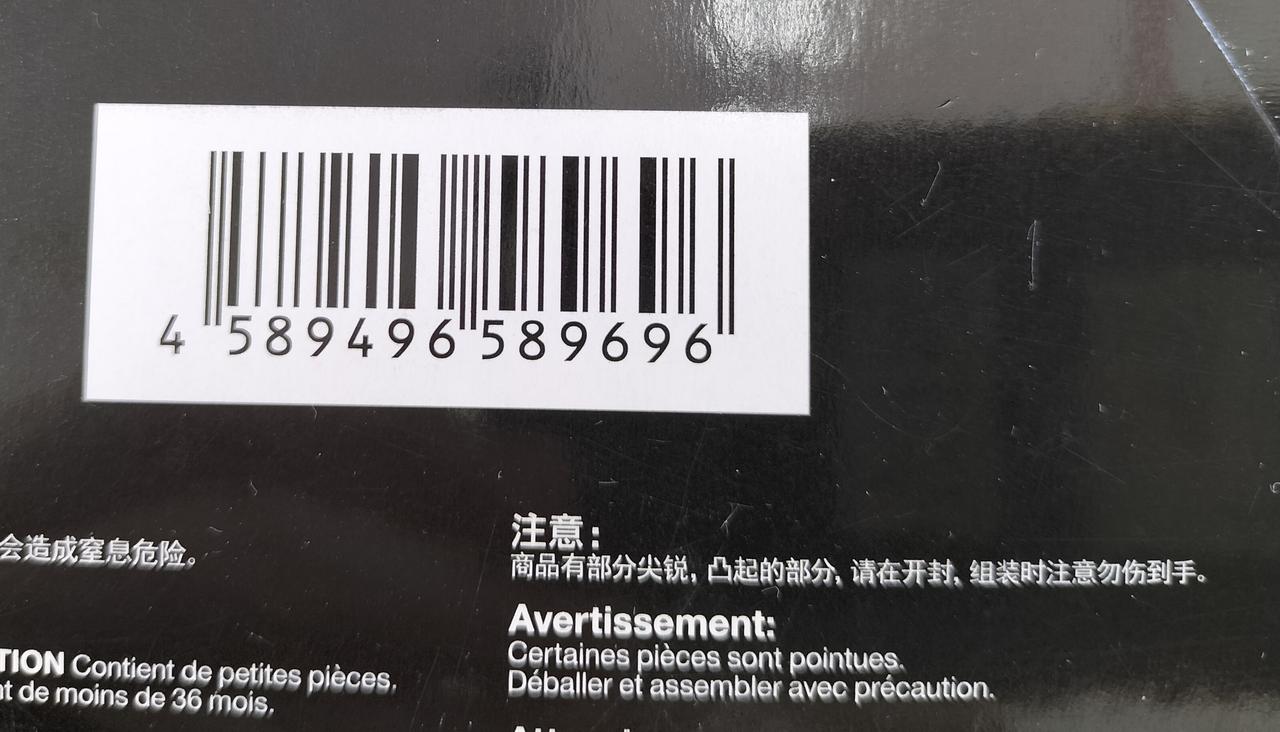 4 589496 589696
会造成窒息危险。
注意：
商品有部分尖锐, 凸起的部分, 请在开封, 组装时注意勿伤到手。
TION Contient de petites pièces.
t de moins de 36 mois.
Avertissement:
Certaines pièces sont pointues.
Déballer et assembler avec précaution.